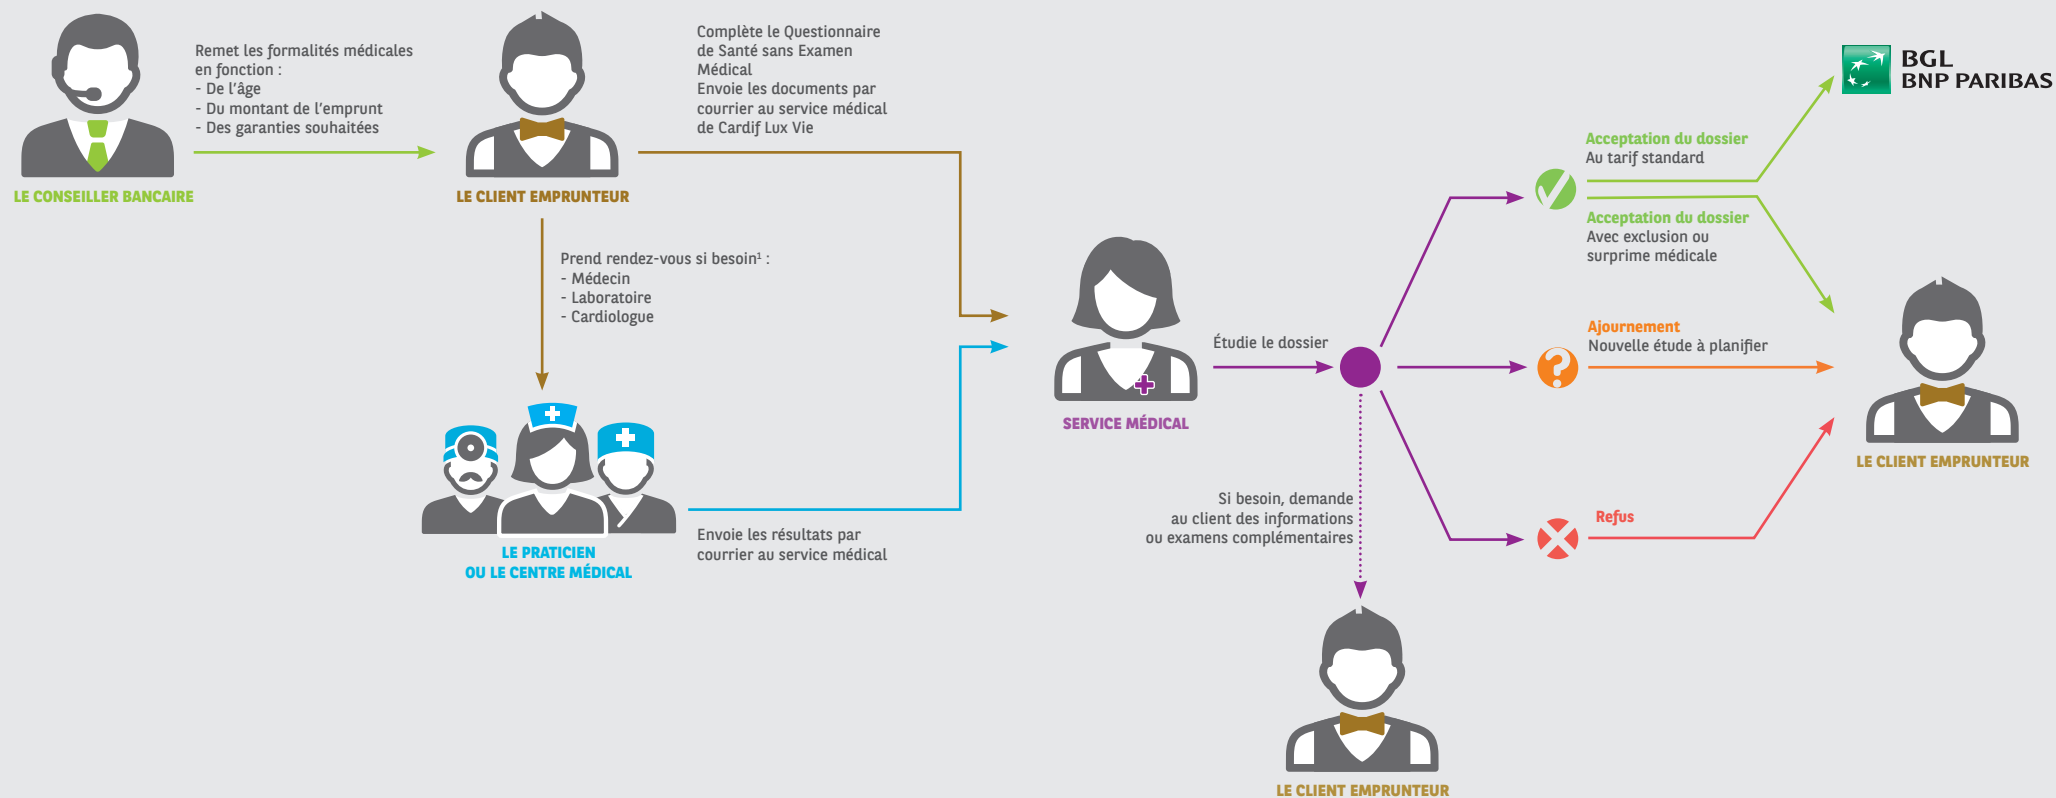 Remet les formalités médicales
en fonction :
- De l'âge
- Du montant de l'emprunt
- Des garanties souhaitées
LE CONSEILLER BANCAIRE
LE CLIENT EMPRUNTEUR
Complète le Questionnaire
de Santé sans Examen
Médical
Envoie les documents par
courrier au service médical
de Cardif Lux Vie
Prend rendez-vous si besoin¹ :
- Médecin
- Laboratoire
- Cardiologue
LE PRATICIEN
OU LE CENTRE MÉDICAL
Envoie les résultats par
courrier au service médical
SERVICE MÉDICAL
Étudie le dossier
Si besoin, demande
au client des informations
ou examens complémentaires
LE CLIENT EMPRUNTEUR
Acceptation du dossier
Au tarif standard
Acceptation du dossier
Avec exclusion ou
surprime médicale
Ajournement
Nouvelle étude à planifier
Refus
BGL
BNP PARIBAS
LE CLIENT EMPRUNTEUR